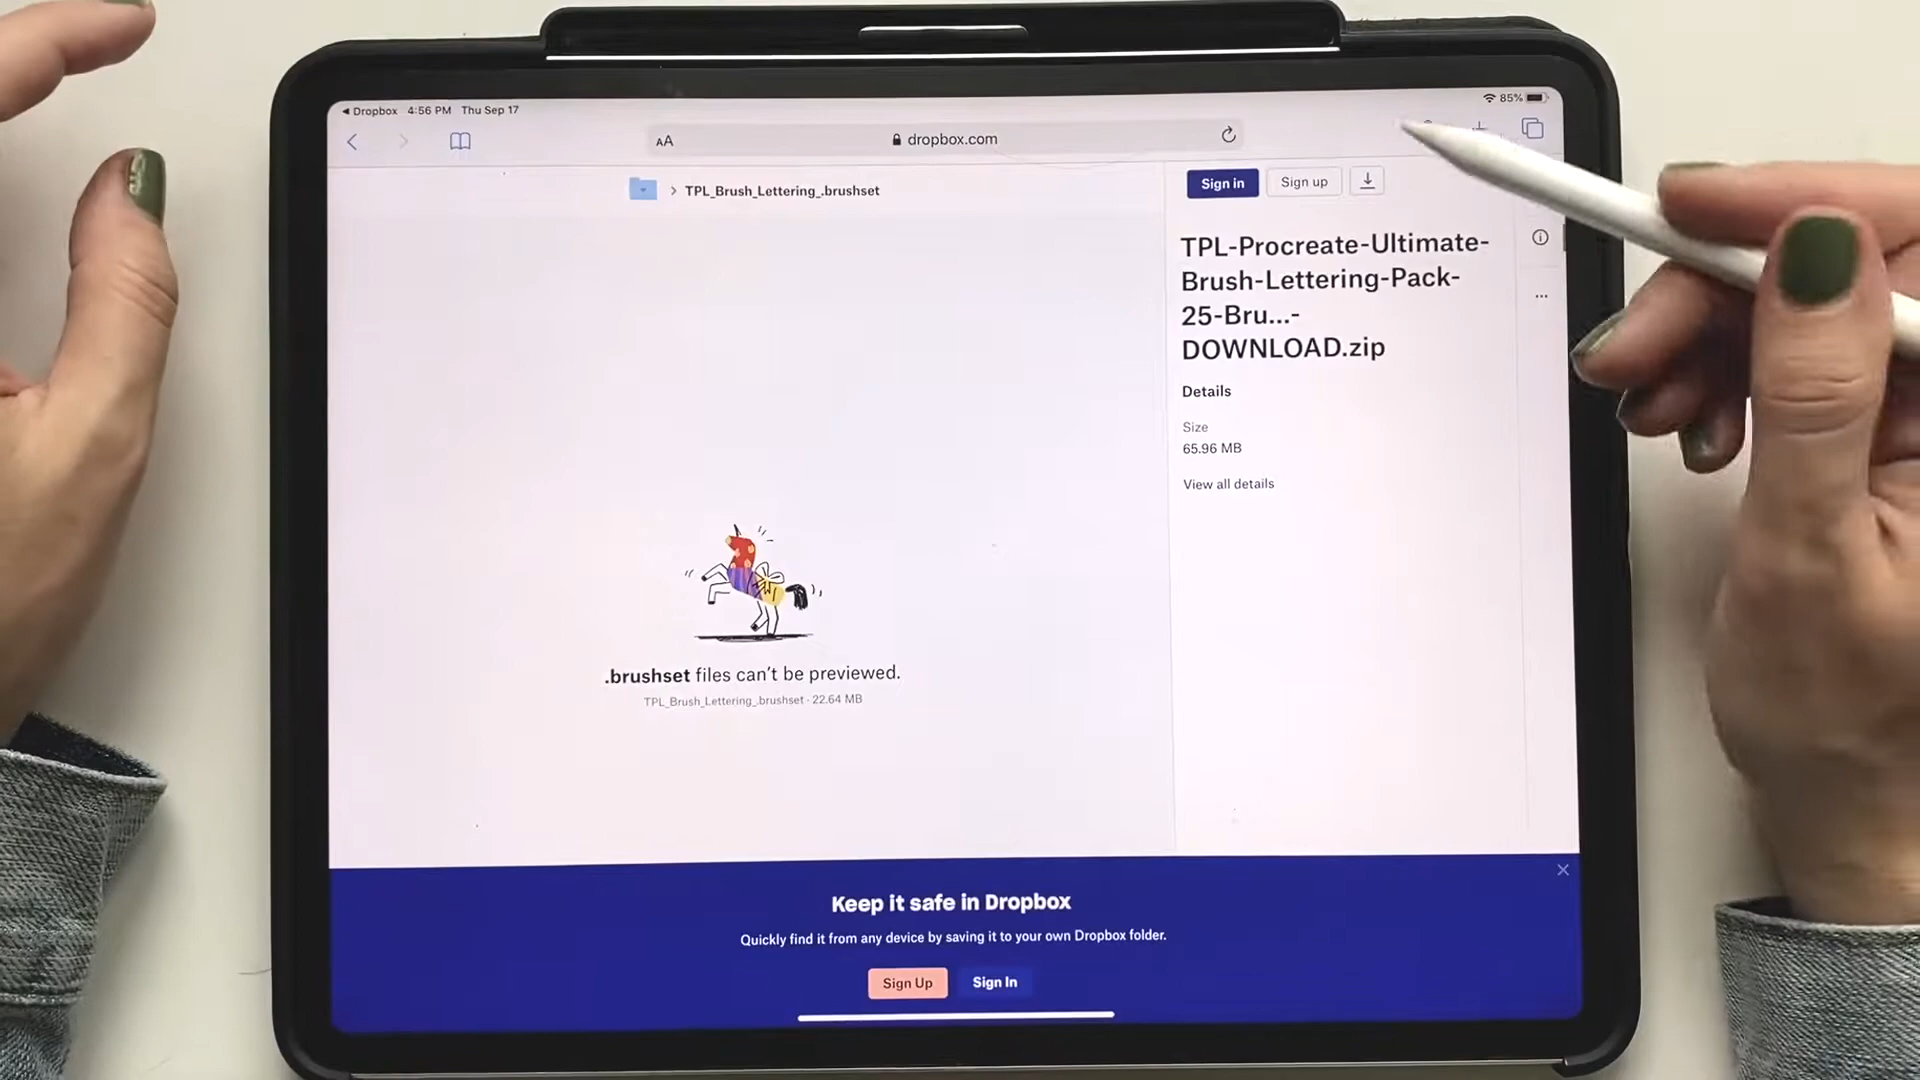 Dropbox 4:56 PM Thu Sep 17
85%
AA
dropbox.com
TPL_Brush_Lettering_.brushset
Sign in
Sign up
TPL-Procreate-Ultimate-
Brush-Lettering-Pack-
25-Bru...-
DOWNLOAD.zip
Details
Size
65.96 MB
View all details
.brushset files can't be previewed.
TPL_Brush_Lettering_.brushset · 22.64 MB
Keep it safe in Dropbox
Quickly find it from any device by saving it to your own Dropbox folder.
Sign Up
Sign In